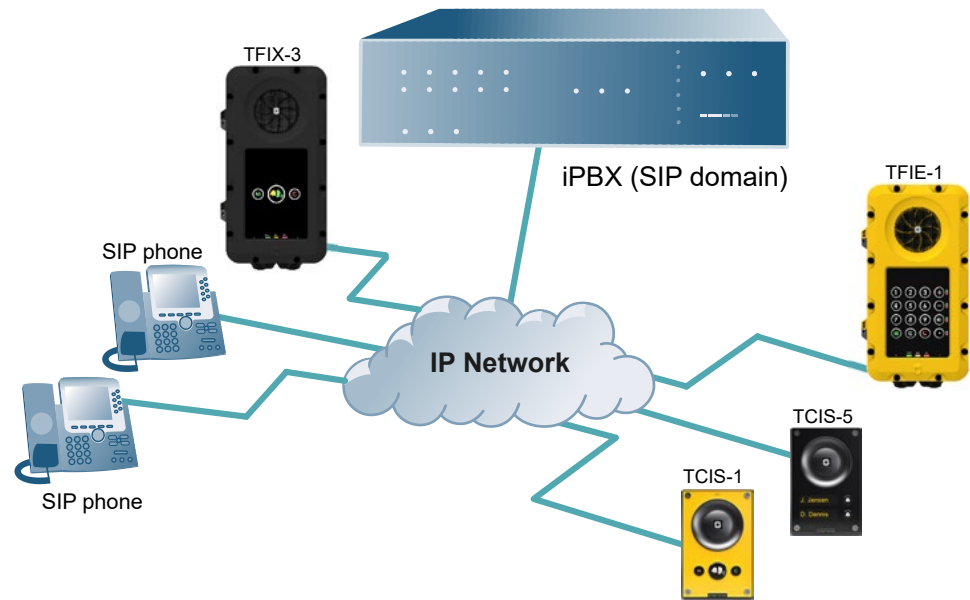 TFIX-3
iPBX (SIP domain)
TFIE-1
SIP phone
IP Network
TCIS-5
J. Jensen
D. Dennis
TCIS-1
SIP phone